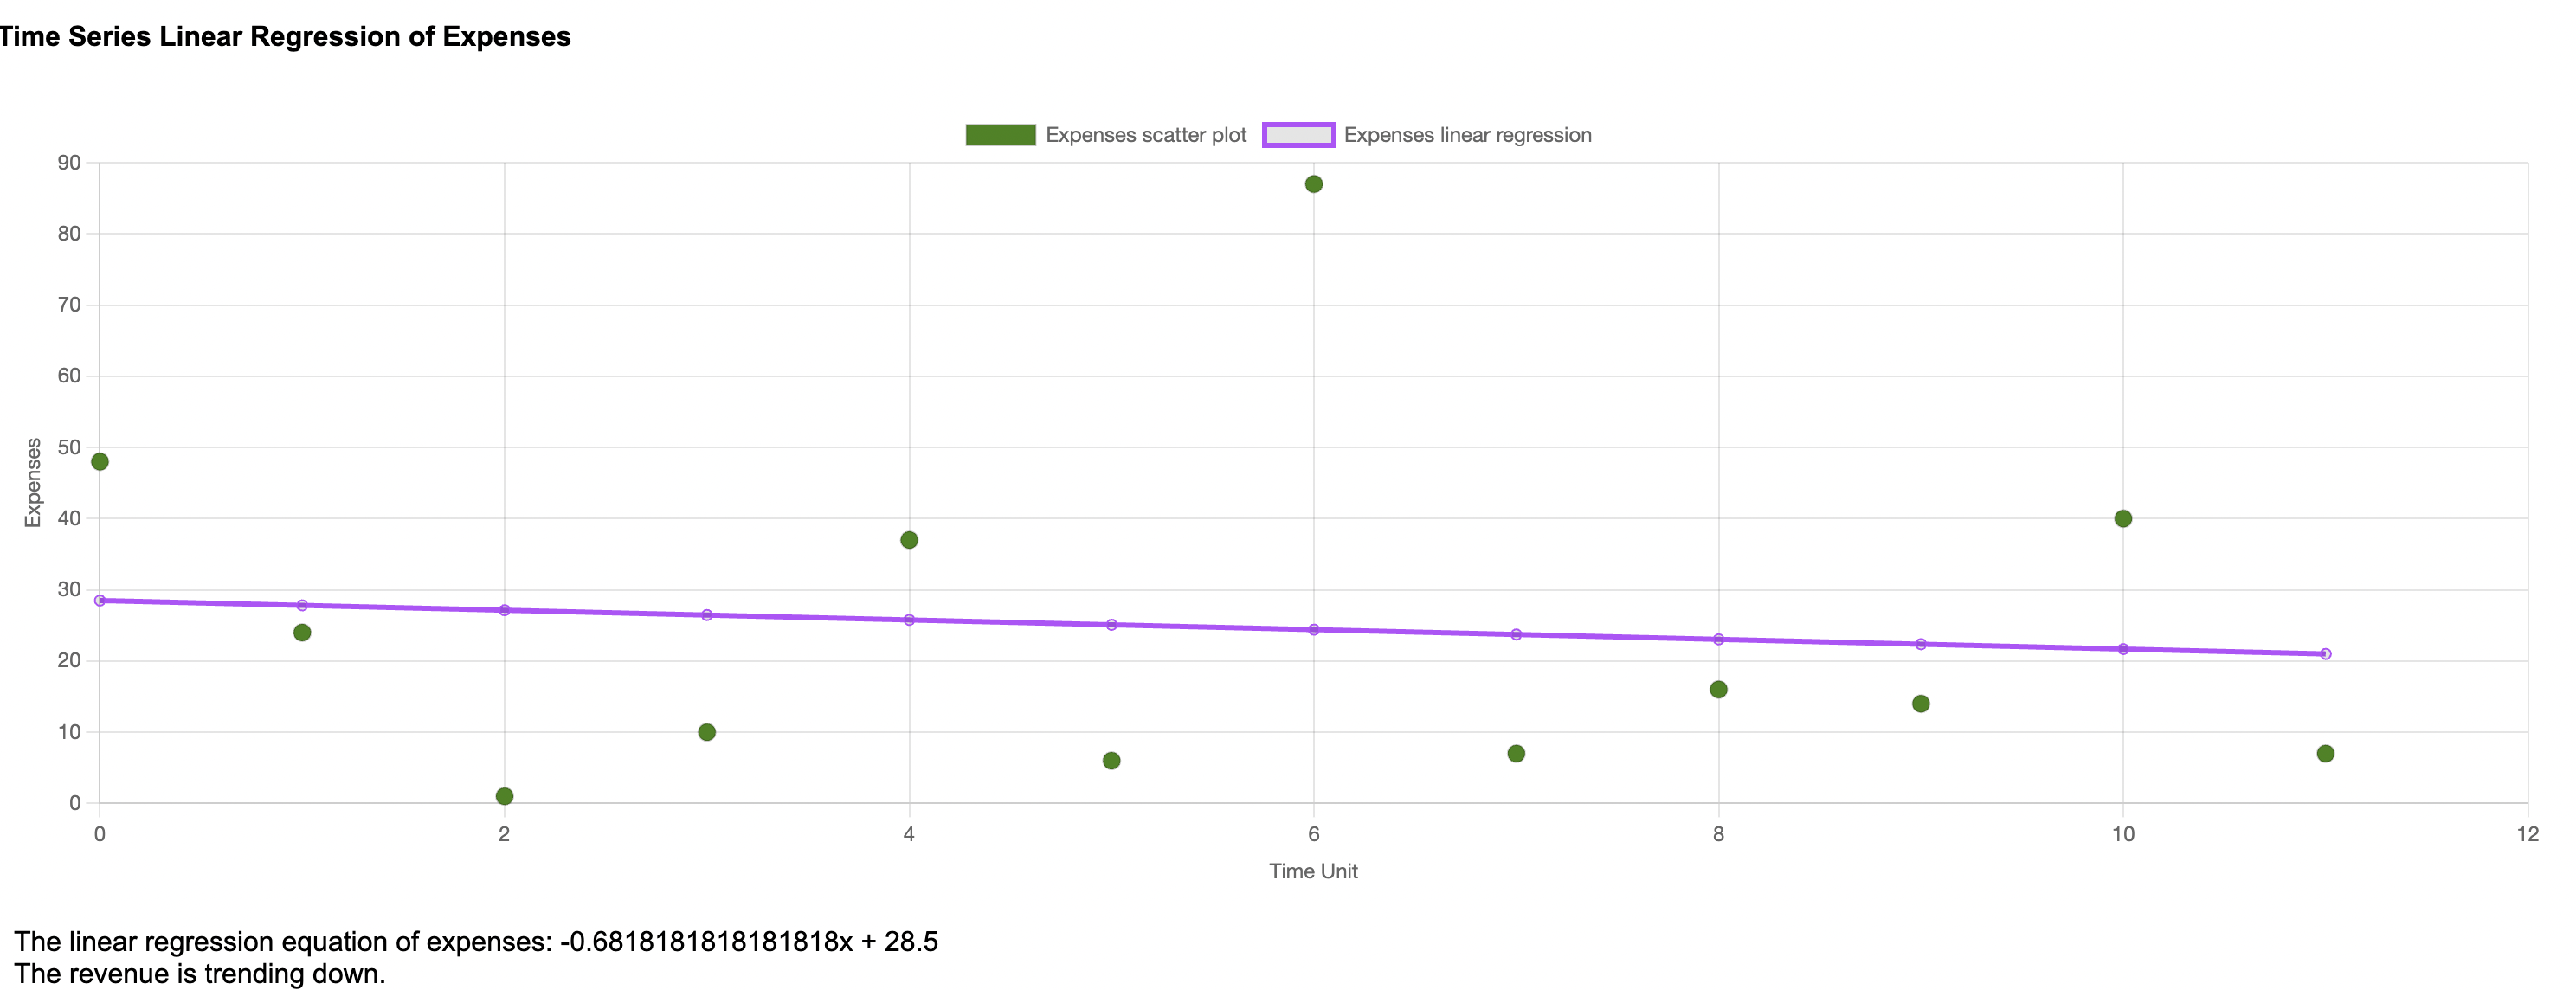 Time Series Linear Regression of Expenses
Expenses scatter plot Expenses linear regression
90
80
70
60
50
40
30
20
10
0
Expenses
0 2 4 6 8 10 12
Time Unit
The linear regression equation of expenses: -0.6818181818181818x + 28.5
The revenue is trending down.